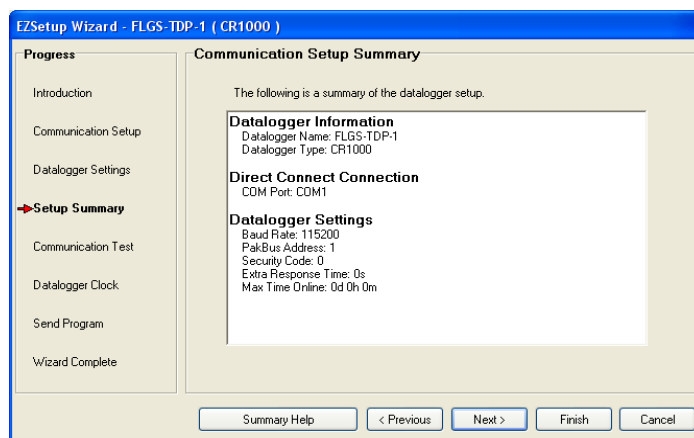 EZSetup Wizard - FLGS-TDP-1 ( CR1000 )
Progress
Introduction
Communication Setup
Datalogger Settings
Setup Summary
Communication Test
Datalogger Clock
Send Program
Wizard Complete
Communication Setup Summary
The following is a summary of the datalogger setup.
Datalogger Information
Datalogger Name: FLGS-TDP-1
Datalogger Type: CR1000
Direct Connect Connection
COM Port: COM1
Datalogger Settings
Baud Rate: 115200
PakBus Address: 1
Security Code: 0
Extra Response Time: 0s
Max Time Online: 0d 0h 0m
Summary Help
< Previous
Next >
Finish
Cancel